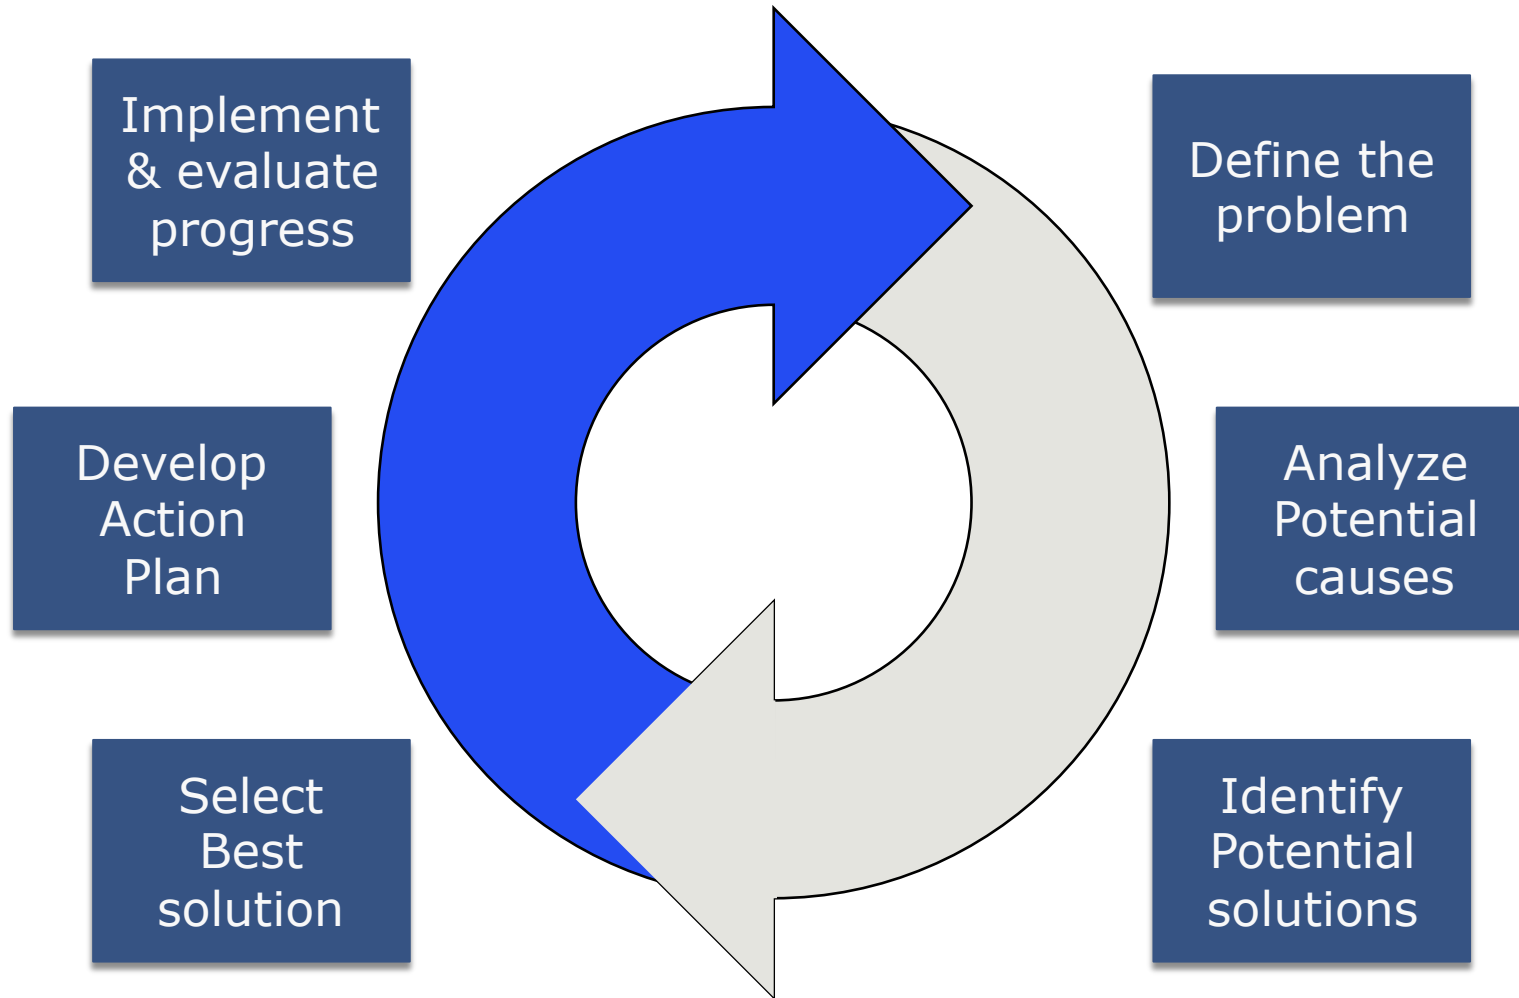 Implement
& evaluate
progress
Define the
problem
Develop
Action
Plan
Analyze
Potential
causes
Select
Best
solution
Identify
Potential
solutions